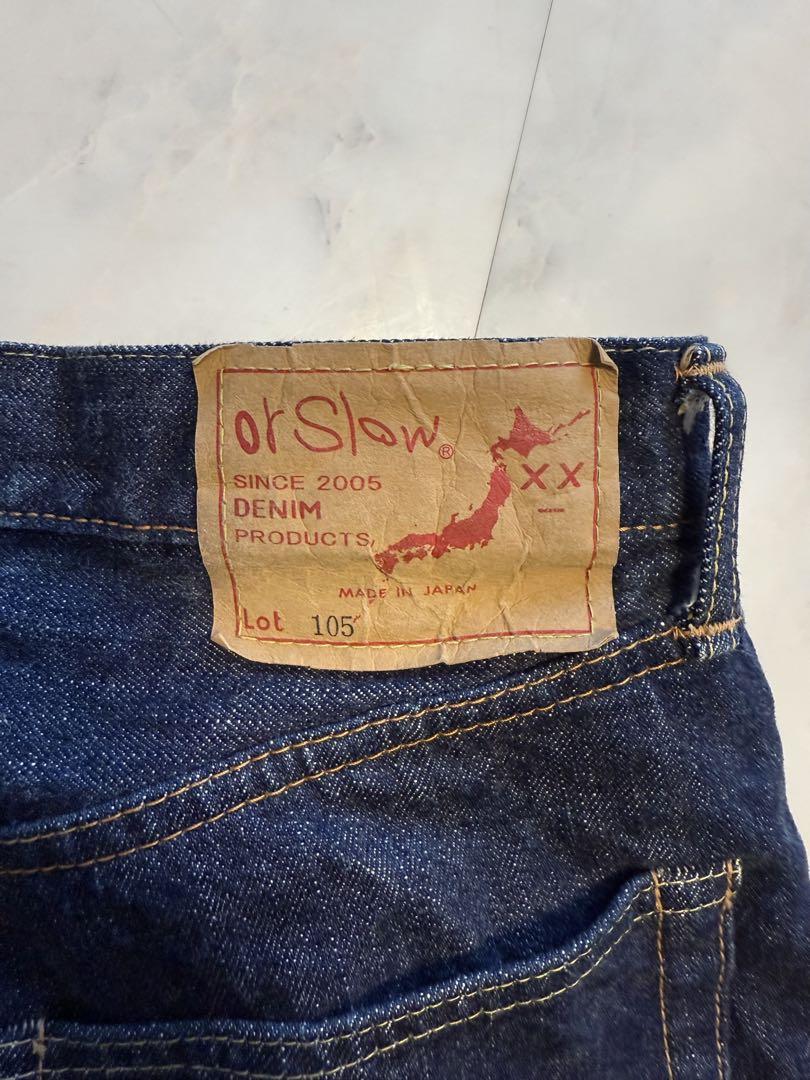 orSlow®
SINCE 2005
DENIM
PRODUCTS
XX
MADE IN JAPAN
Lot 105